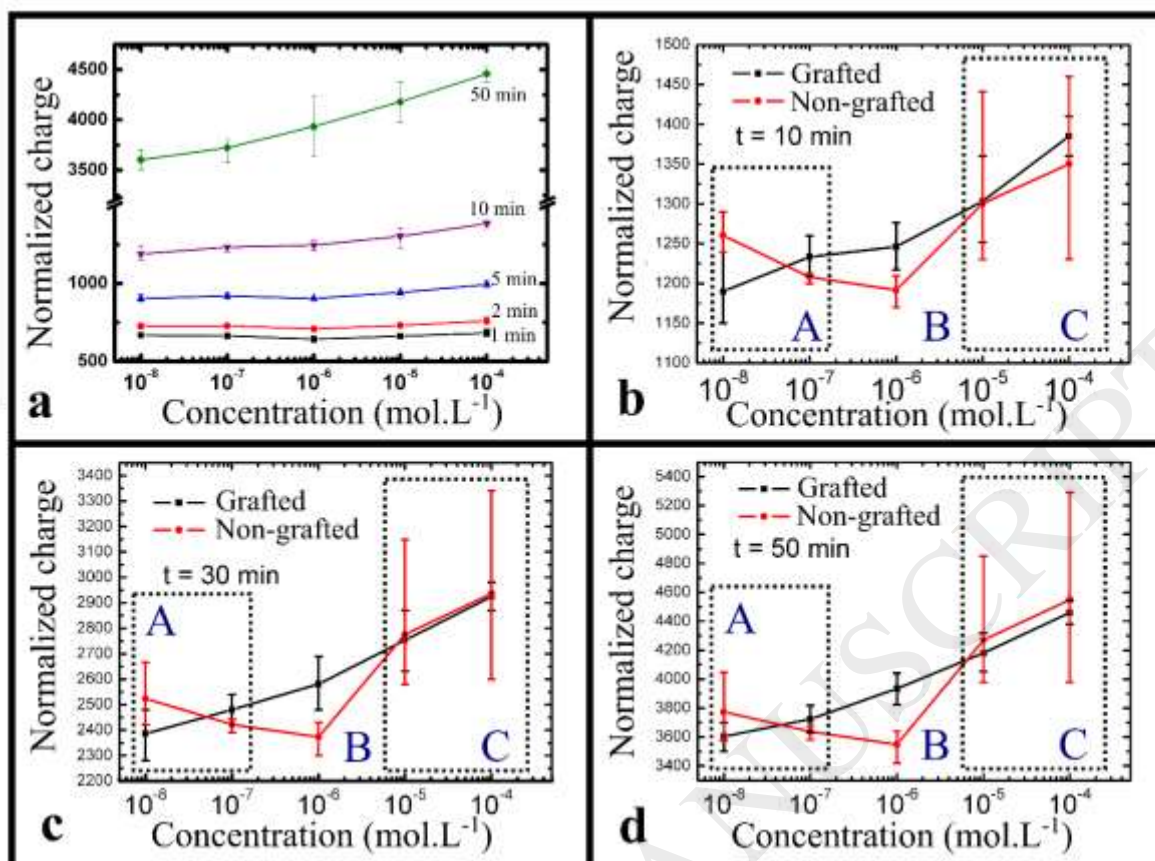 4500
50 min
3500
10 min
1000
5 min
2 min
1 min
500
10⁻⁸ 10⁻⁷ 10⁻⁶ 10⁻⁵ 10⁻⁴
Normalized charge
a
Concentration (mol.L⁻¹)
1500
1450
1400
1350
1300
1250
1200
1150
1100
Grafted
Non-grafted
t = 10 min
A
B
C
10⁻⁸ 10⁻⁷ 10⁻⁶ 10⁻⁵ 10⁻⁴
Normalized charge
b
Concentration (mol.L⁻¹)
3400
3300
3200
3100
3000
2900
2800
2700
2600
2500
2400
2300
2200
Grafted
Non-grafted
t = 30 min
A
B
C
10⁻⁸ 10⁻⁷ 10⁻⁶ 10⁻⁵ 10⁻⁴
Normalized charge
c
Concentration (mol.L⁻¹)
5400
5200
5000
4800
4600
4400
4200
4000
3800
3600
3400
Grafted
Non-grafted
t = 50 min
A
B
C
10⁻⁸ 10⁻⁷ 10⁻⁶ 10⁻⁵ 10⁻⁴
Normalized charge
d
Concentration (mol.L⁻¹)
ANUSCRIPT